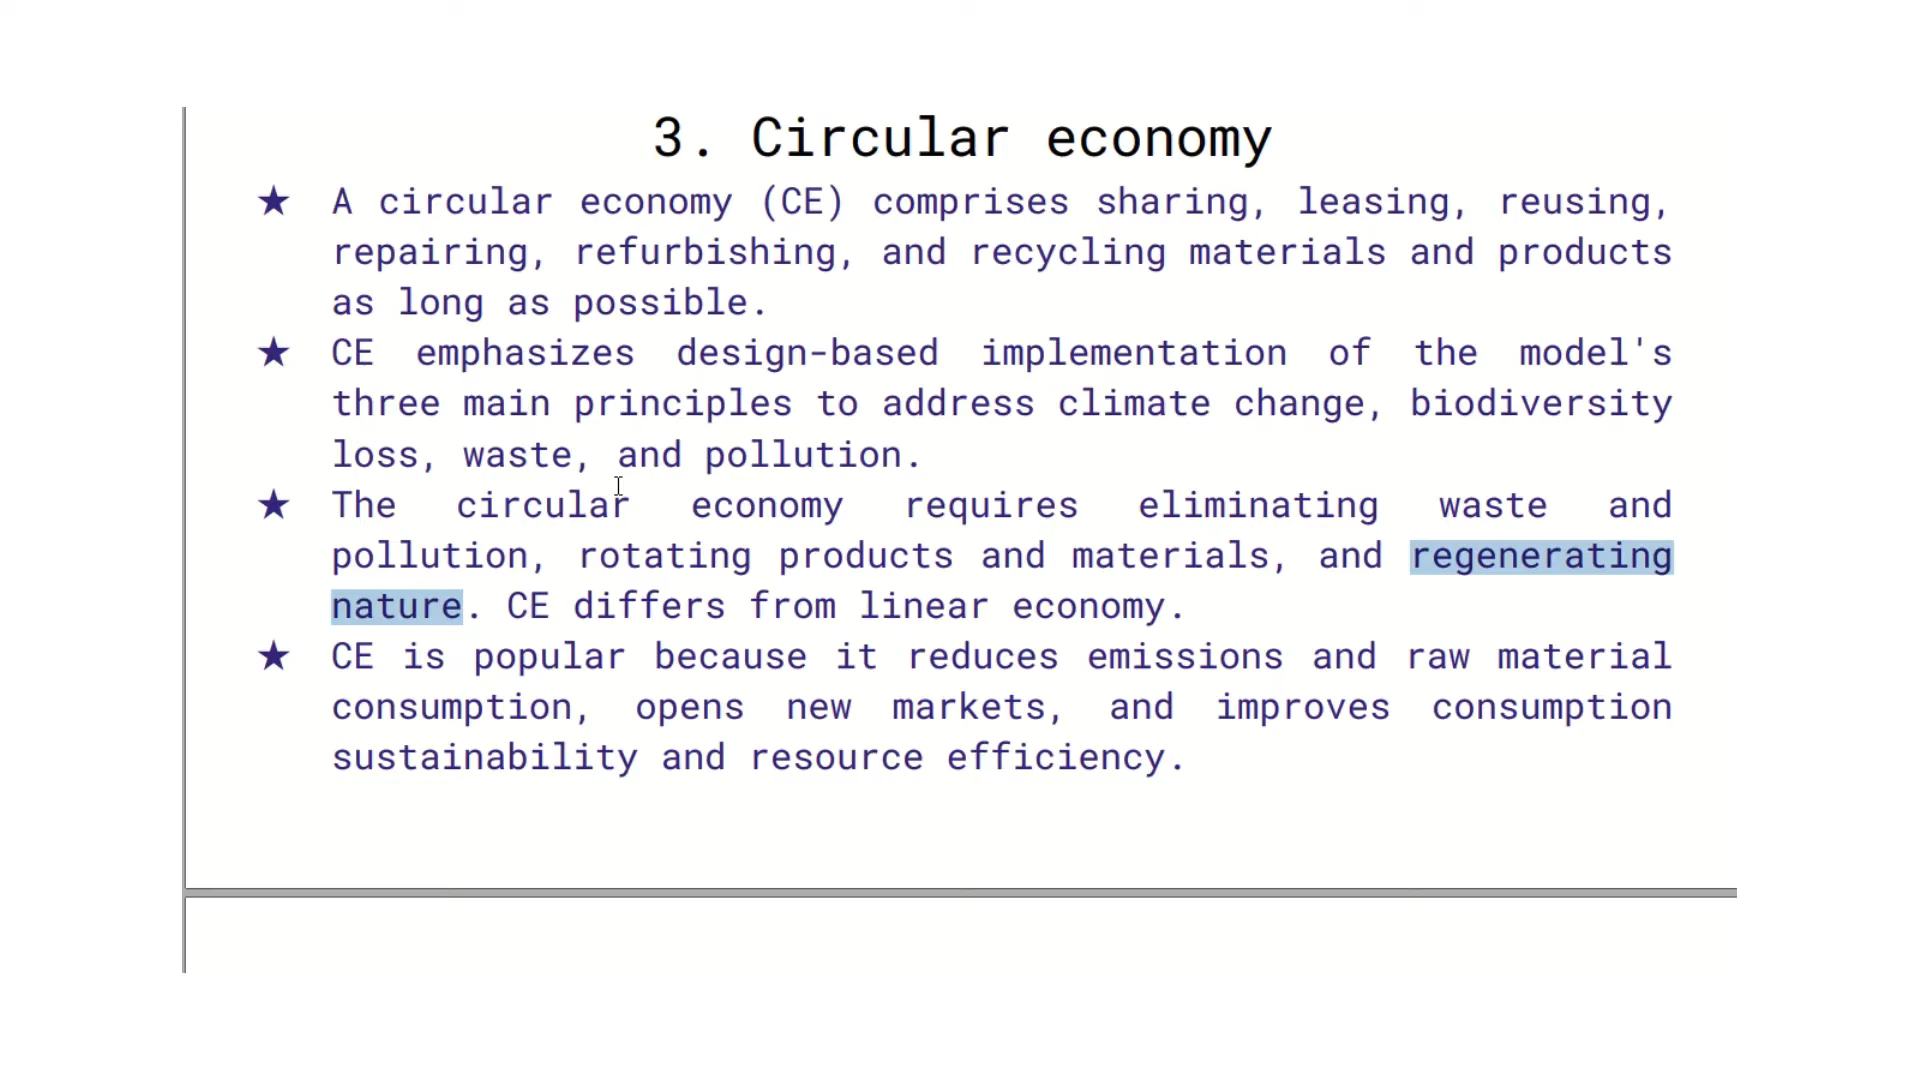 3. Circular economy
★ A circular economy (CE) comprises sharing, leasing, reusing,
repairing, refurbishing, and recycling materials and products
as long as possible.
★ CE emphasizes design-based implementation of the model's
three main principles to address climate change, biodiversity
loss, waste, and pollution.
★ The circular economy requires eliminating waste and
pollution, rotating products and materials, and regenerating
nature. CE differs from linear economy.
★ CE is popular because it reduces emissions and raw material
consumption, opens new markets, and improves consumption
sustainability and resource efficiency.